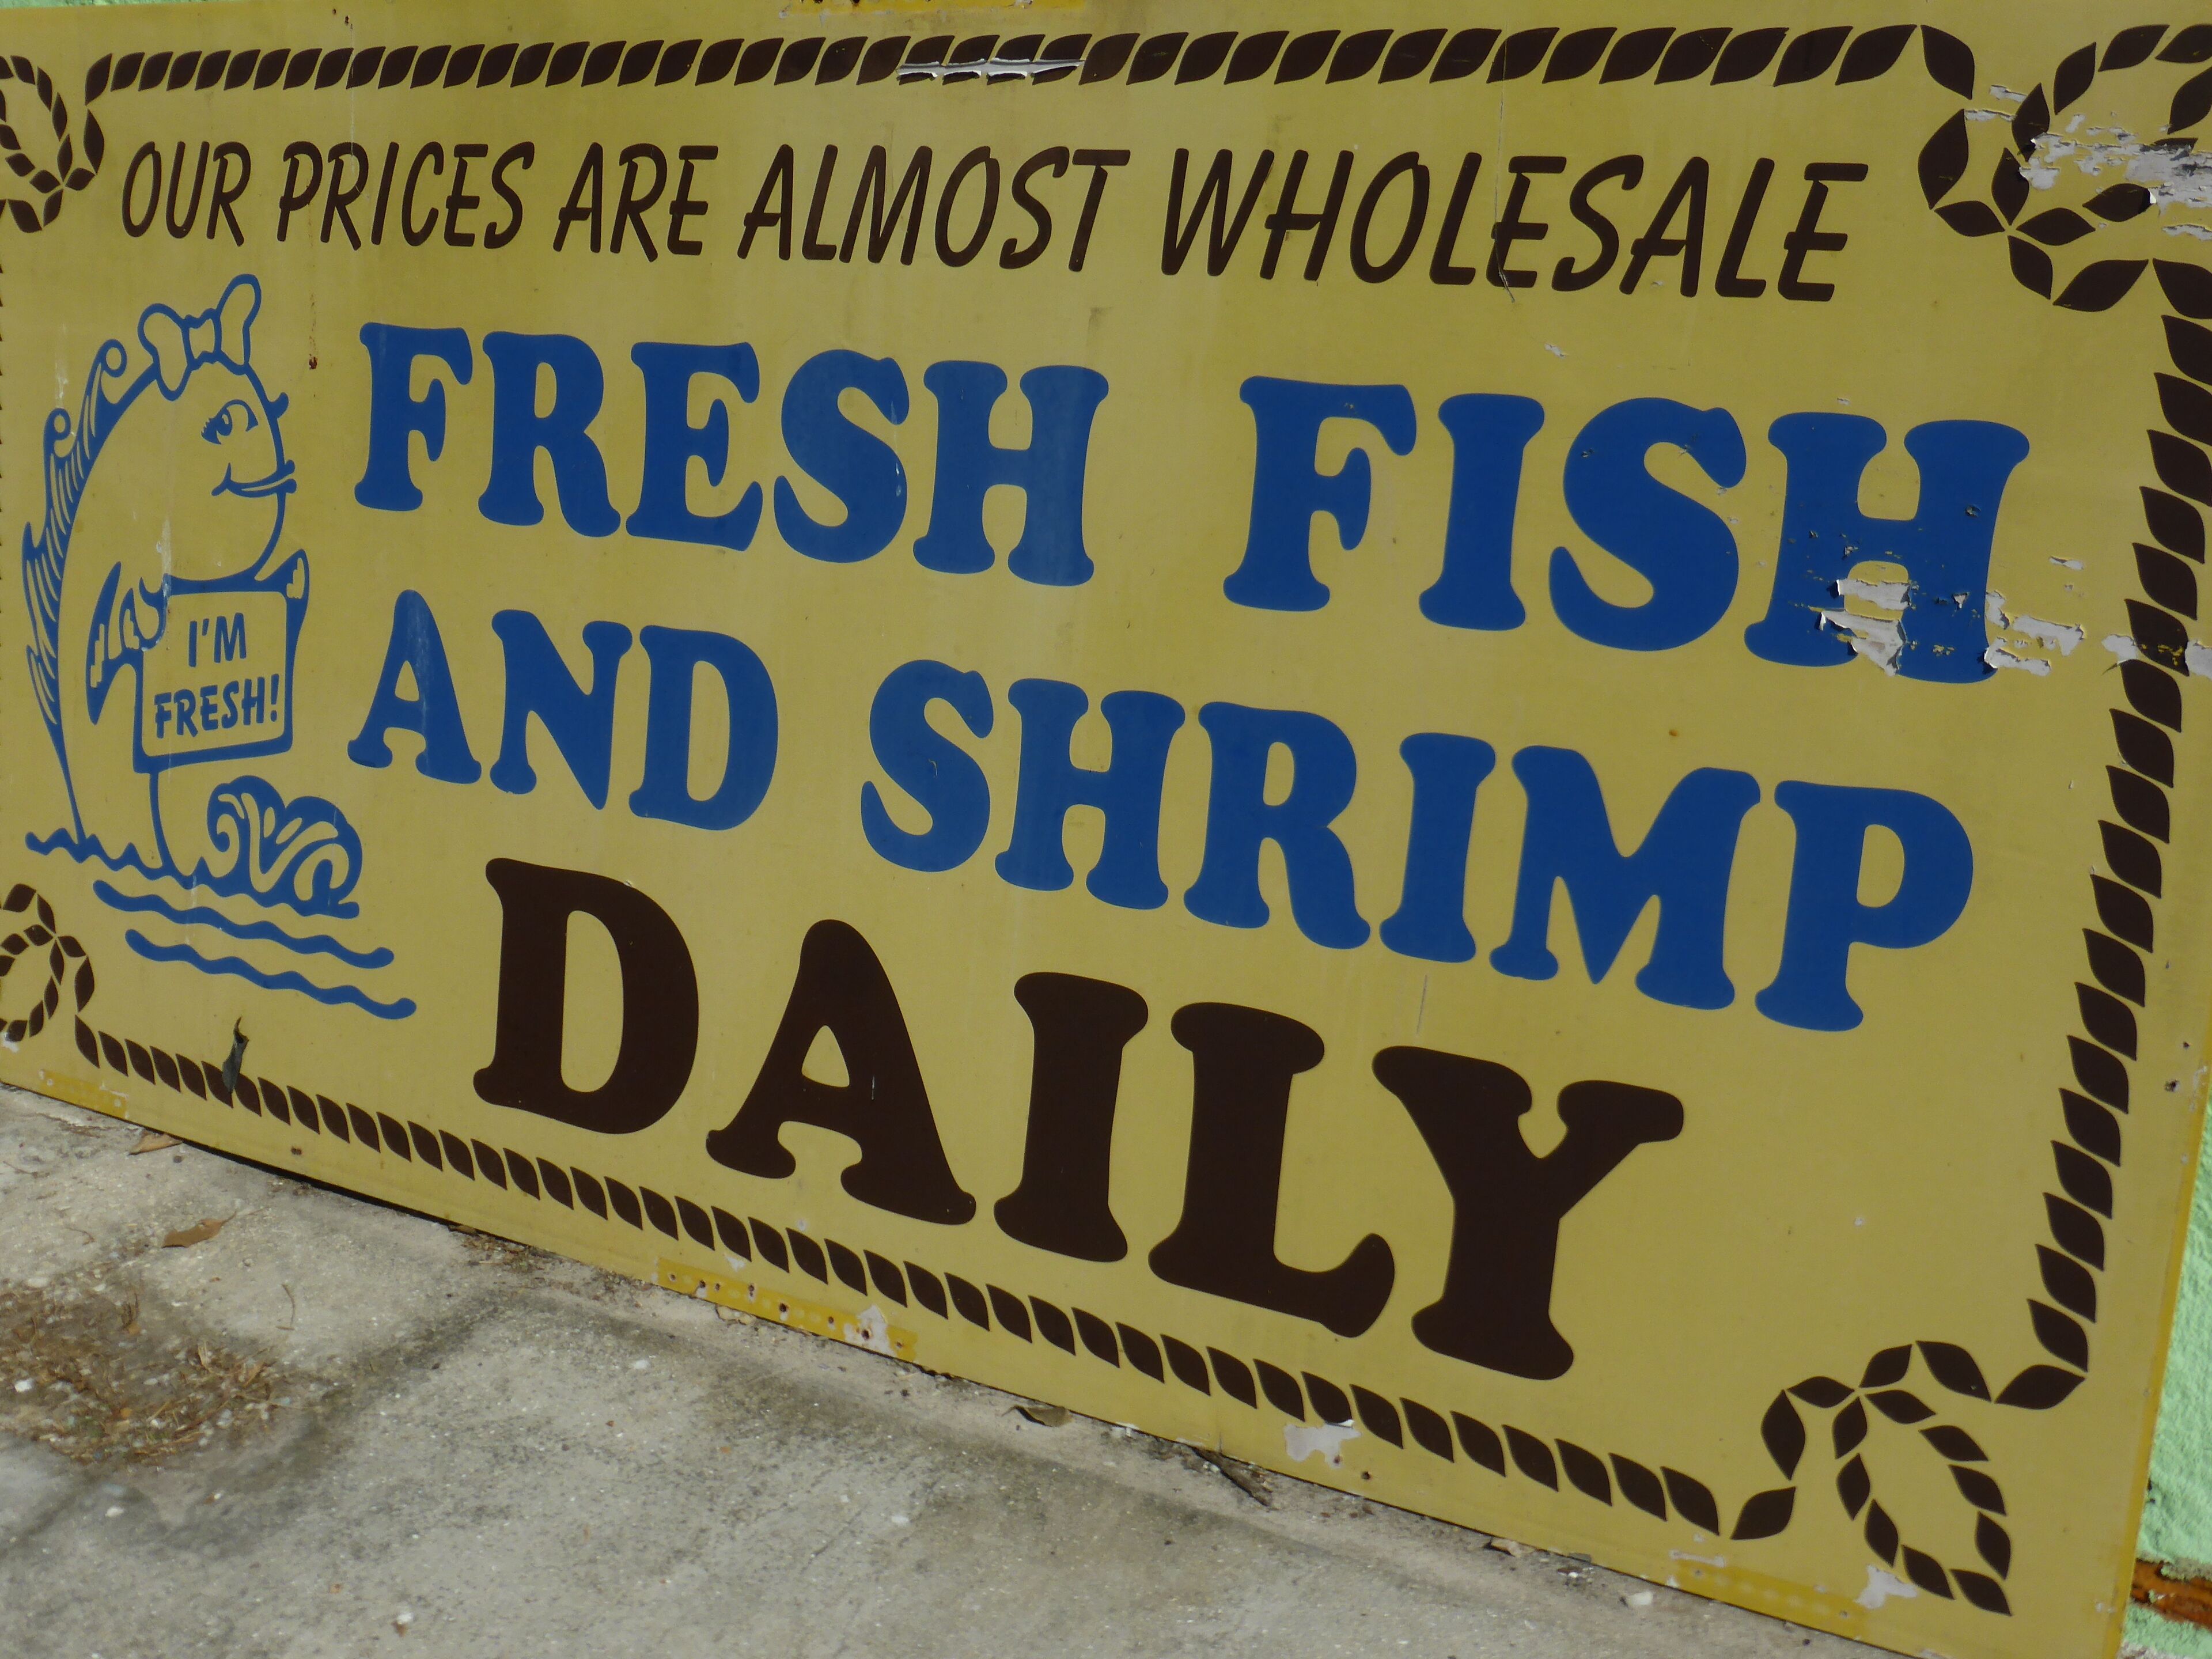 OUR PRICES ARE ALMOST WHOLESALE
FRESH FISH
AND SHRIMP
DAILY
I'M
FRESH!